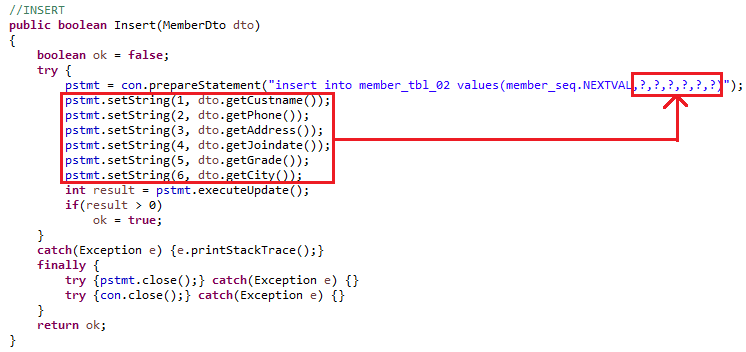 //INSERT
public boolean Insert(MemberDto dto)
{
boolean ok = false;
try {
pstmt = con.prepareStatement("insert into member_tbl_02 values(member_seq.NEXTVAL,?,?,?,?,?,?)");
pstmt.setString(1, dto.getCustname());
pstmt.setString(2, dto.getPhone());
pstmt.setString(3, dto.getAddress());
pstmt.setString(4, dto.getJoindate());
pstmt.setString(5, dto.getGrade());
pstmt.setString(6, dto.getCity());
int result = pstmt.executeUpdate();
if(result > 0)
ok = true;
}
catch(Exception e) {e.printStackTrace();}
finally {
try {pstmt.close();} catch(Exception e) {}
try {con.close();} catch(Exception e) {}
}
return ok;
}